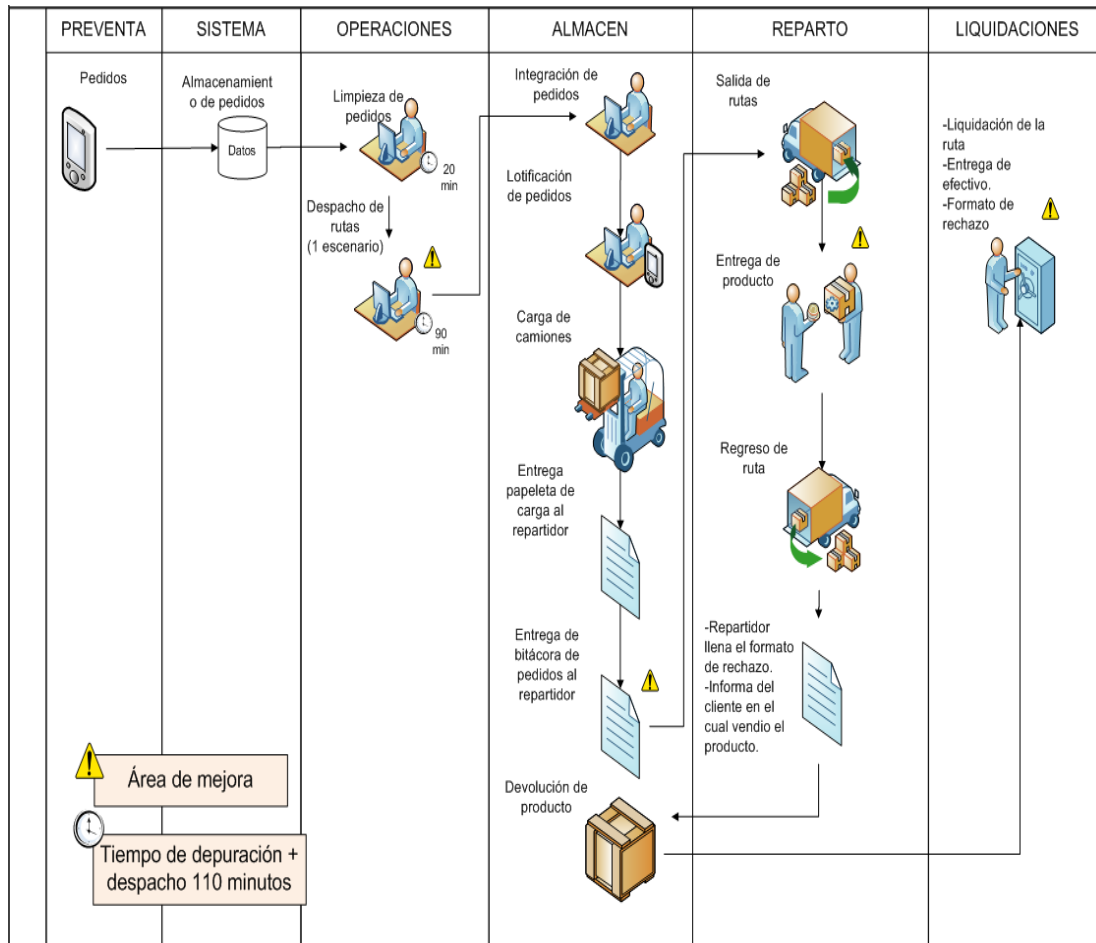 PREVENTA
SISTEMA
OPERACIONES
ALMACEN
REPARTO
LIQUIDACIONES
Pedidos
Almacenamient
o de pedidos
Datos
Limpieza de
pedidos
20
min
Despacho de
rutas
(1 escenario)
90
min
Integración de
pedidos
Lotificación
de pedidos
Carga de
camiones
Entrega
papeleta de
carga al
repartidor
Entrega de
bitácora de
pedidos al
repartidor
Devolución de
producto
Salida de
rutas
Entrega de
producto
Regreso de
ruta
-Repartidor
llena el formato
de rechazo.
-Informa del
cliente en el
cual vendio el
producto.
-Liquidación de la
ruta
-Entrega de
efectivo.
-Formato de
rechazo
Área de mejora
Tiempo de depuración +
despacho 110 minutos